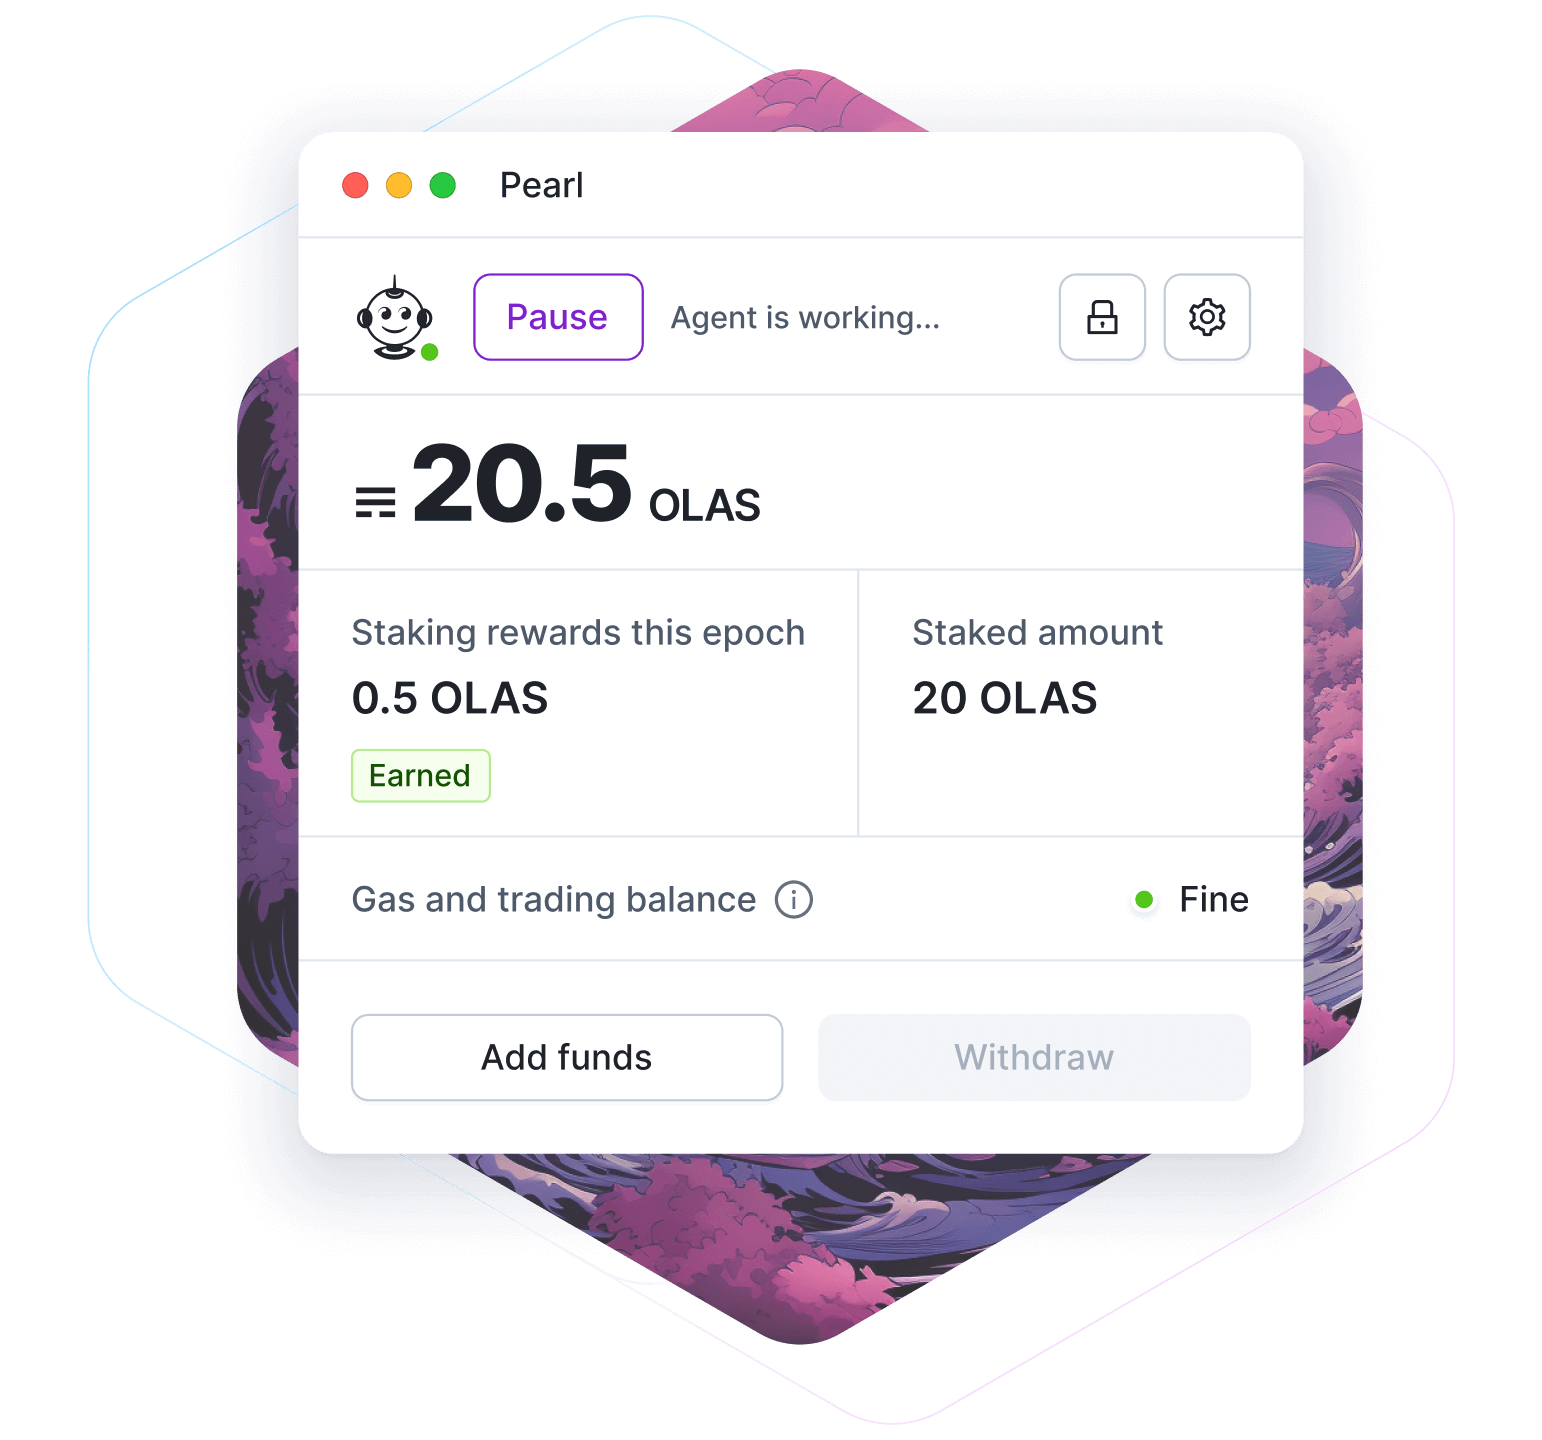 Pearl
Pause
Agent is working...
20.5 OLAS
Staking rewards this epoch
0.5 OLAS
Earned
Staked amount
20 OLAS
Gas and trading balance
Fine
Add funds
Withdraw